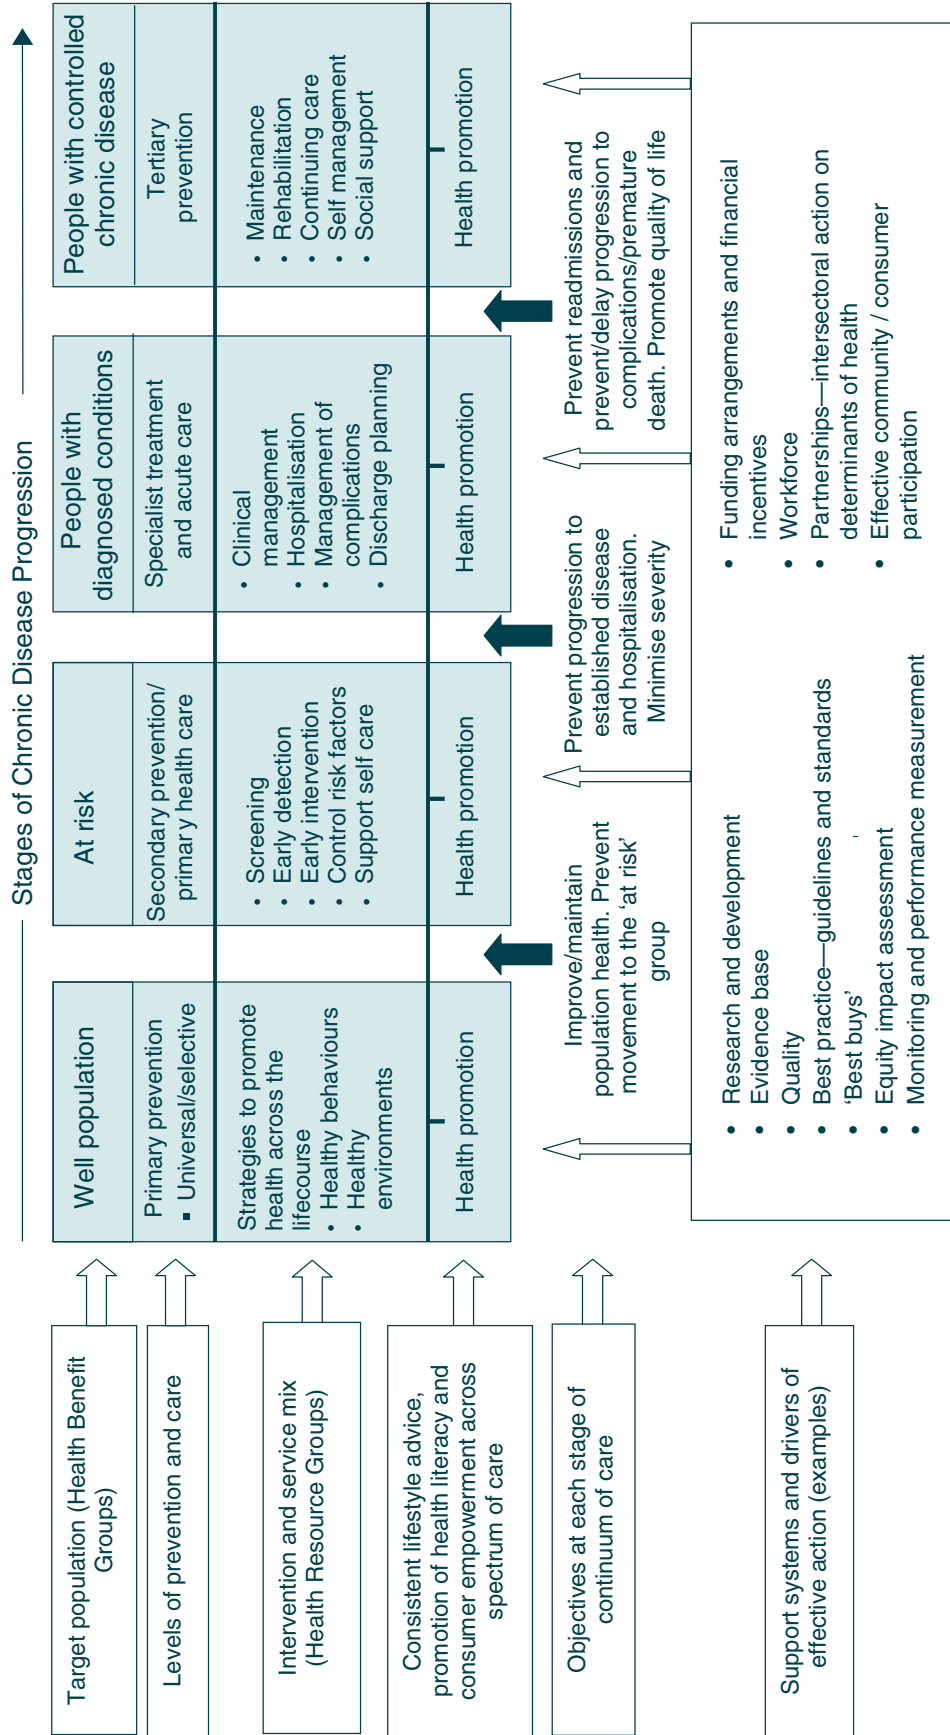 Stages of Chronic Disease Progression
Target population (Health Benefit
Groups)
Well population
At risk
People with
diagnosed conditions
People with controlled
chronic disease
Levels of prevention and care
Primary prevention
▪ Universal/selective
Secondary prevention/
primary health care
Specialist treatment
and acute care
Tertiary
prevention
Intervention and service mix
(Health Resource Groups)
Strategies to promote
health across the
lifecourse
• Healthy behaviours
• Healthy
environments
• Screening
• Early detection
• Early intervention
• Control risk factors
• Support self care
• Clinical
management
• Hospitalisation
• Management of
complications
• Discharge planning
• Maintenance
• Rehabilitation
• Continuing care
• Self management
• Social support
Consistent lifestyle advice,
promotion of health literacy and
consumer empowerment across
spectrum of care
Health promotion
Health promotion
Health promotion
Health promotion
Objectives at each stage of
continuum of care
Improve/maintain
population health. Prevent
movement to the ‘at risk’
group
Prevent progression to
established disease
and hospitalisation.
Minimise severity
Prevent readmissions and
prevent/delay progression to
complications/premature
death. Promote quality of life
Support systems and drivers of
effective action (examples)
• Research and development
• Evidence base
• Quality
• Best practice—guidelines and standards
• ‘Best buys’
• Equity impact assessment
• Monitoring and performance measurement
• Funding arrangements and financial
incentives
• Workforce
• Partnerships—intersectoral action on
determinants of health
• Effective community / consumer
participation